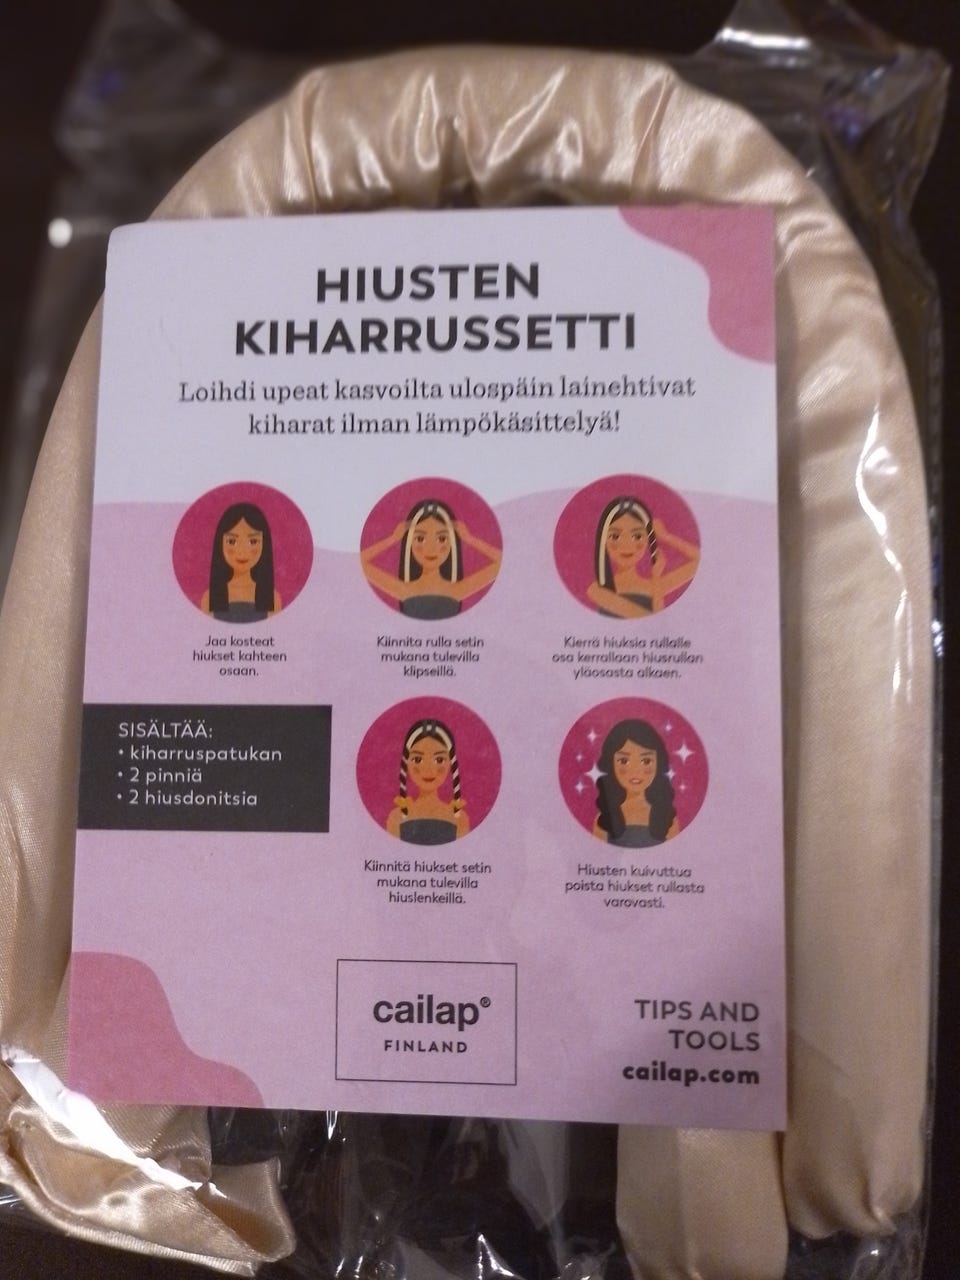 HIUSTEN
KIHARRUSSETTI
Loihdi upeat kasvoilta ulospäin lainehtivat
kiharat ilman lämpökäsittelyä!
Jaa kosteat
hiukset kahteen
osaan.
Kiinnita rulla setin
mukana tulevilla
klipseillä.
Kierrä hiuksia rullalle
osa kerrallaan hiusrullan
yläosasta alkaen.
SISÄLTÄÄ:
• kiharruspatukan
• 2 pinniä
• 2 hiusdonitsia
Kiinnitä hiukset setin
mukana tulevilla
hiuslenkeillä.
Hiusten kuivuttua
poista hiukset rullasta
varovasti.
cailap®
FINLAND
TIPS AND
TOOLS
cailap.com